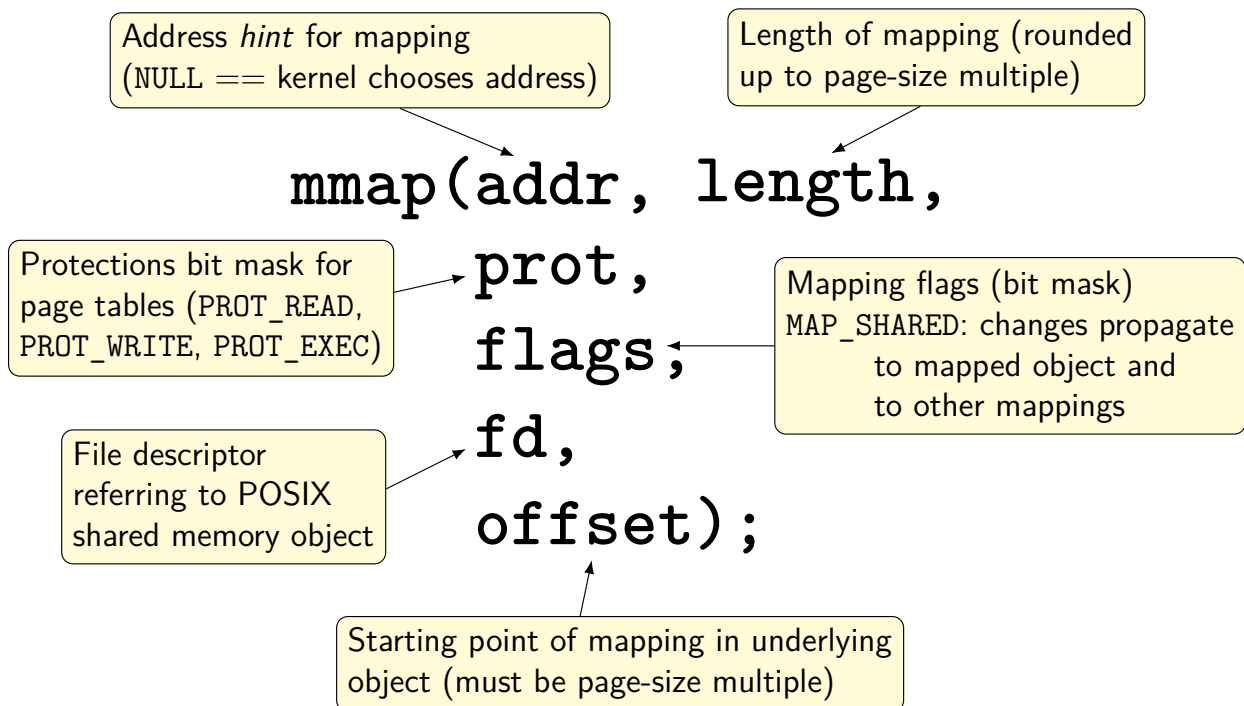 Address hint for mapping
(NULL == kernel chooses address)
Length of mapping (rounded
up to page-size multiple)
mmap(addr, length,
Protections bit mask for
page tables (PROT_READ,
PROT_WRITE, PROT_EXEC)
prot,
Mapping flags (bit mask)
MAP_SHARED: changes propagate
to mapped object and
to other mappings
flags,
File descriptor
referring to POSIX
shared memory object
fd,
offset);
Starting point of mapping in underlying
object (must be page-size multiple)